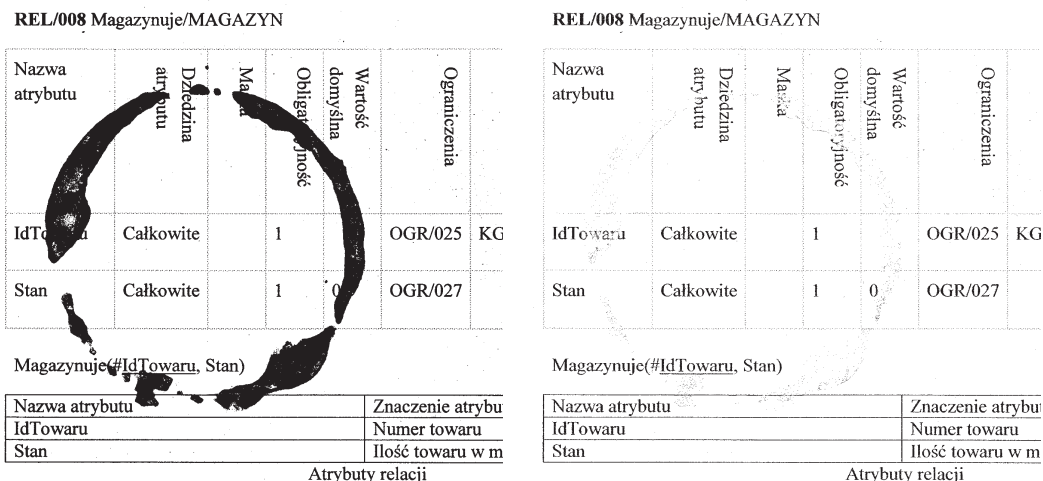 REL/008 Magazynuje/MAGAZYN
Nazwa
atrybutu
Dziedzina
atrybutu
Obligatoryjność
Wartość
domyślna
Ograniczenia
IdTowaru Całkowite 1 OGR/025 KG
Stan Całkowite 1 0 OGR/027
Magazynuje(#IdTowaru, Stan)
Nazwa atrybutu Znaczenie atrybu
IdTowaru Numer towaru
Stan Ilość towaru w m
Atrybuty relacji
REL/008 Magazynuje/MAGAZYN
Nazwa
atrybutu
Dziedzina
atrybutu
Maska
Obligatoryjność
Wartość
domyślna
Ograniczenia
IdTowaru Całkowite 1 OGR/025 KG
Stan Całkowite 1 0 OGR/027
Magazynuje(#IdTowaru, Stan)
Nazwa atrybutu Znaczenie atrybut
IdTowaru Numer towaru
Stan Ilość towaru w m
Atrybuty relacji